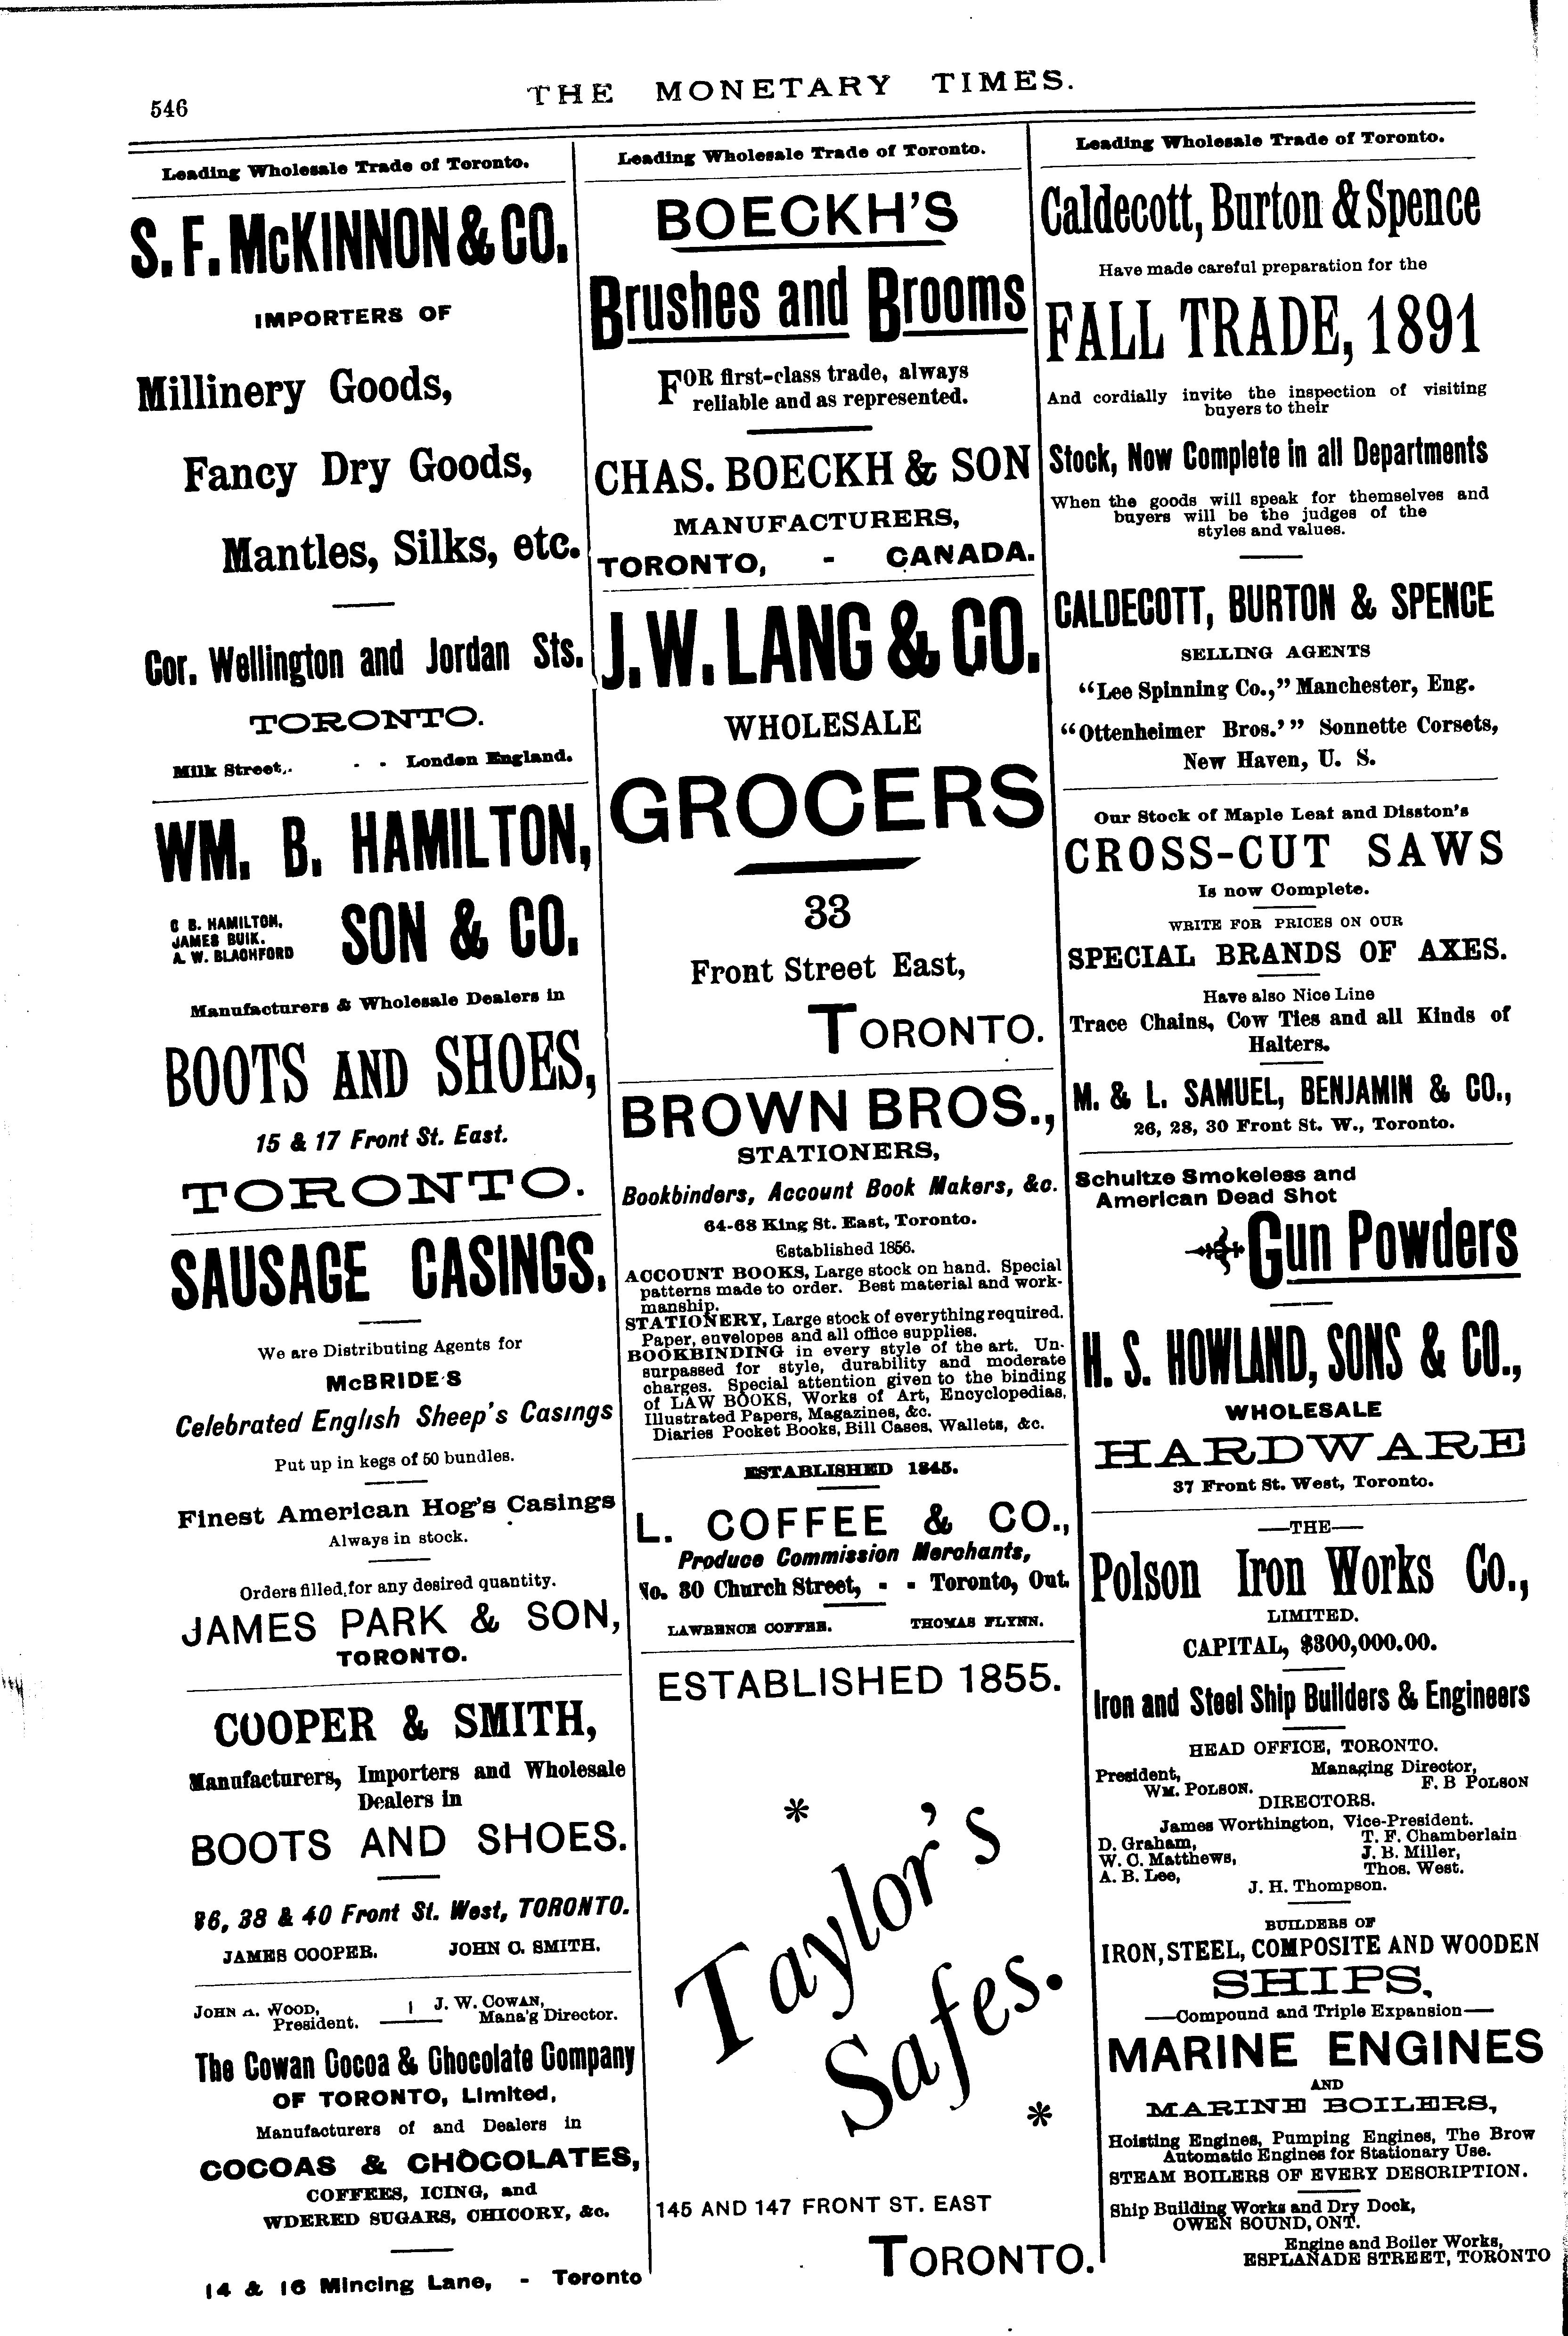 546
THE MONETARY TIMES.
Leading Wholesale Trade of Toronto.
S. F. McKINNON & CO.
IMPORTERS OF
Millinery Goods,
Fancy Dry Goods,
Mantles, Silks, etc.
Cor. Wellington and Jordan Sts.
TORONTO.
Milk Street,. - - London England.
WM. B. HAMILTON,
C B. HAMILTON,
JAMES BUIK.
A. W. BLACHFORD
SON & CO.
Manufacturers & Wholesale Dealers in
BOOTS AND SHOES,
15 & 17 Front St. East.
TORONTO.
SAUSAGE CASINGS.
We are Distributing Agents for
McBRIDE'S
Celebrated English Sheep's Casings
Put up in kegs of 50 bundles.
Finest American Hog's Casings
Always in stock.
Orders filled for any desired quantity.
JAMES PARK & SON,
TORONTO.
COOPER & SMITH,
Manufacturers, Importers and Wholesale
Dealers in
BOOTS AND SHOES.
36, 38 & 40 Front St. West, TORONTO.
JAMES COOPER. JOHN C. SMITH.
JOHN A. WOOD,
President.
J. W. COWAN,
Mana'g Director.
The Cowan Cocoa & Chocolate Company
OF TORONTO, Limited,
Manufacturers of and Dealers in
COCOAS & CHOCOLATES,
COFFEES, ICING, and
WDERED SUGARS, CHICORY, &c.
14 & 16 Mincing Lane, - Toronto
Leading Wholesale Trade of Toronto.
BOECKH'S
Brushes and Brooms
FOR first-class trade, always
reliable and as represented.
CHAS. BOECKH & SON
MANUFACTURERS,
TORONTO, - CANADA.
J. W. LANG & CO.
WHOLESALE
GROCERS
33
Front Street East,
TORONTO.
BROWN BROS.,
STATIONERS,
Bookbinders, Account Book Makers, &c.
64-68 King St. East, Toronto.
Established 1856.
ACCOUNT BOOKS, Large stock on hand. Special
patterns made to order. Best material and work-
manship.
STATIONERY, Large stock of everything required.
Paper, envelopes and all office supplies.
BOOKBINDING in every style of the art. Un-
surpassed for style, durability and moderate
charges. Special attention given to the binding
of LAW BOOKS, Works of Art, Encyclopedias,
Illustrated Papers, Magazines, &c.
Diaries Pocket Books, Bill Cases, Wallets, &c.
ESTABLISHED 1845.
L. COFFEE & CO.,
Produce Commission Merchants,
No. 30 Church Street, - - Toronto, Ont.
LAWRENCE COFFEE. THOMAS FLYNN.
ESTABLISHED 1855.
*
Taylor's
Safes.
*
145 AND 147 FRONT ST. EAST
TORONTO.
Leading Wholesale Trade of Toronto.
Caldecott, Burton & Spence
Have made careful preparation for the
FALL TRADE, 1891
And cordially invite the inspection of visiting
buyers to their
Stock, Now Complete in all Departments
When the goods will speak for themselves and
buyers will be the judges of the
styles and values.
CALDECOTT, BURTON & SPENCE
SELLING AGENTS
"Lee Spinning Co.," Manchester, Eng.
"Ottenheimer Bros.'" Sonnette Corsets,
New Haven, U. S.
Our Stock of Maple Leaf and Disston's
CROSS-CUT SAWS
Is now Complete.
WRITE FOR PRICES ON OUR
SPECIAL BRANDS OF AXES.
Have also Nice Line
Trace Chains, Cow Ties and all Kinds of
Halters.
M. & L. SAMUEL, BENJAMIN & CO.,
26, 28, 30 Front St. W., Toronto.
Schultze Smokeless and
American Dead Shot
Gun Powders
H. S. HOWLAND, SONS & CO.,
WHOLESALE
HARDWARE
37 Front St. West, Toronto.
—THE—
Polson Iron Works Co.,
LIMITED.
CAPITAL, $300,000.00.
Iron and Steel Ship Builders & Engineers
HEAD OFFICE, TORONTO.
President, Managing Director,
WM. POLSON. F. B POLSON
DIRECTORS.
James Worthington, Vice-President.
D. Graham, T. F. Chamberlain
W. C. Matthews, J. B. Miller,
A. B. Lee, Thos. West.
J. H. Thompson.
BUILDERS OF
IRON, STEEL, COMPOSITE AND WOODEN
SHIPS.
—Compound and Triple Expansion—
MARINE ENGINES
AND
MARINE BOILERS,
Hoisting Engines, Pumping Engines, The Brow
Automatic Engines for Stationary Use.
STEAM BOILERS OF EVERY DESCRIPTION.
Ship Building Works and Dry Dock,
OWEN SOUND, ONT.
Engine and Boiler Works,
ESPLANADE STREET, TORONTO